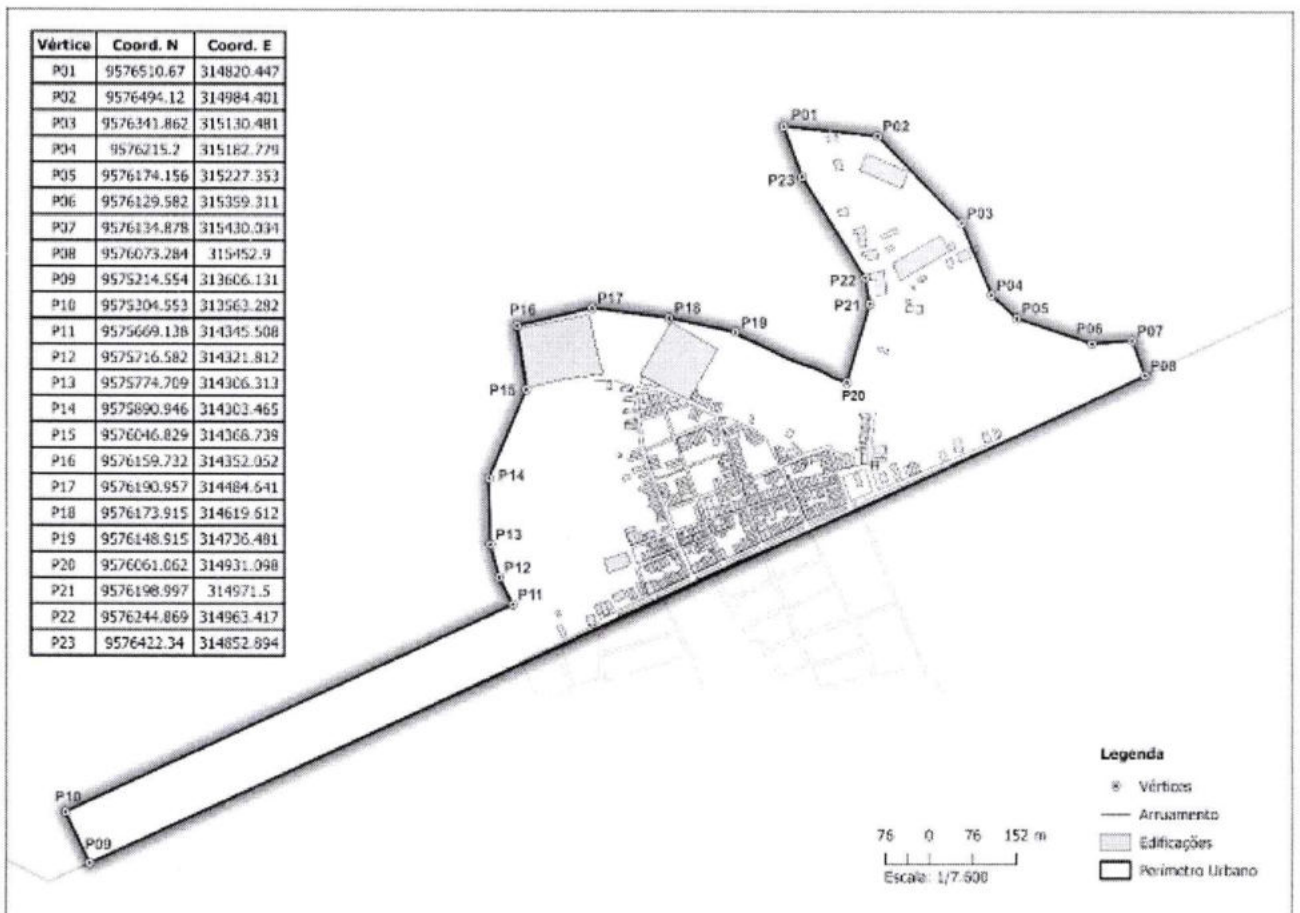 Vértice Coord. N Coord. E
P01 9576510.67 314820.447
P02 9576494.12 314984.401
P03 9576341.862 315130.481
P04 9576215.2 315182.779
P05 9576174.156 315227.353
P06 9576129.582 315359.311
P07 9576134.878 315430.034
P08 9576073.284 315452.9
P09 9575214.554 313606.131
P10 9575304.553 313563.282
P11 9575669.138 314345.508
P12 9575716.582 314321.812
P13 9575774.709 314306.313
P14 9575890.946 314303.465
P15 9576046.829 314368.739
P16 9576159.732 314352.052
P17 9576190.957 314484.641
P18 9576173.915 314619.612
P19 9576148.915 314736.481
P20 9576061.062 314931.098
P21 9576198.997 314971.5
P22 9576244.869 314963.417
P23 9576422.34 314852.894
P01
P02
P23
P03
P22
P04
P21
P05
P17
P16
P18
P19
P06
P07
P08
P20
P15
P14
P13
P12
P11
P10
P09
Legenda
Vértices
Arruamento
Edificações
Perímetro Urbano
76 0 76 152 m
Escala: 1/7.600